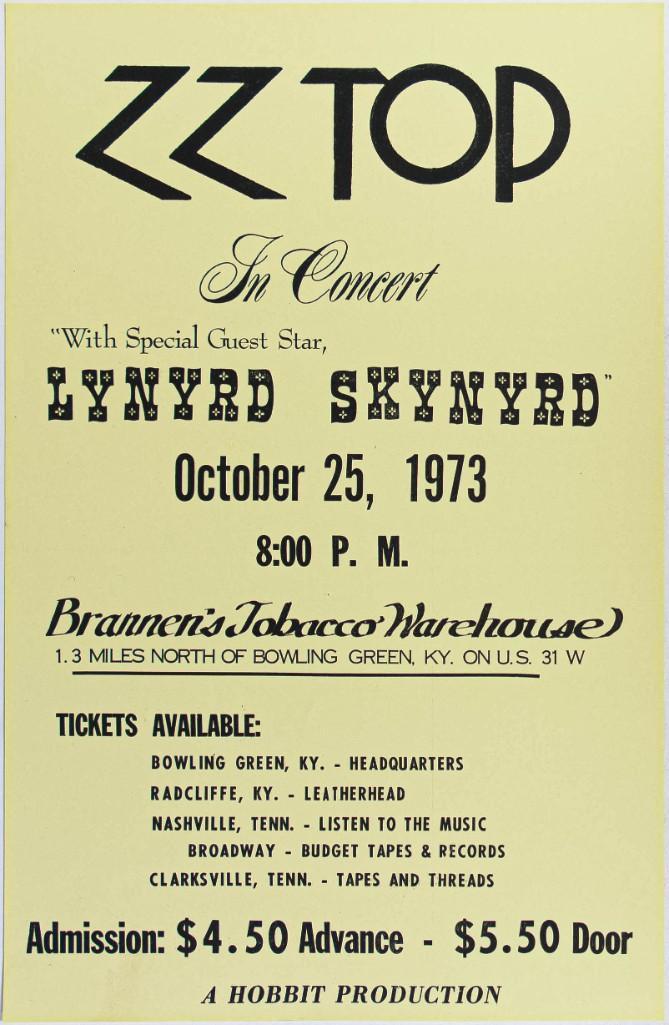 ZZ TOP
In Concert
"With Special Guest Star,
LYNYRD SKYNYRD"
October 25, 1973
8:00 P. M.
Brannen's Tobacco Warehouse
1.3 MILES NORTH OF BOWLING GREEN, KY. ON U.S. 31 W
TICKETS AVAILABLE:
BOWLING GREEN, KY. - HEADQUARTERS
RADCLIFFE, KY. - LEATHERHEAD
NASHVILLE, TENN. - LISTEN TO THE MUSIC
BROADWAY - BUDGET TAPES & RECORDS
CLARKSVILLE, TENN. - TAPES AND THREADS
Admission: $4.50 Advance - $5.50 Door
A HOBBIT PRODUCTION